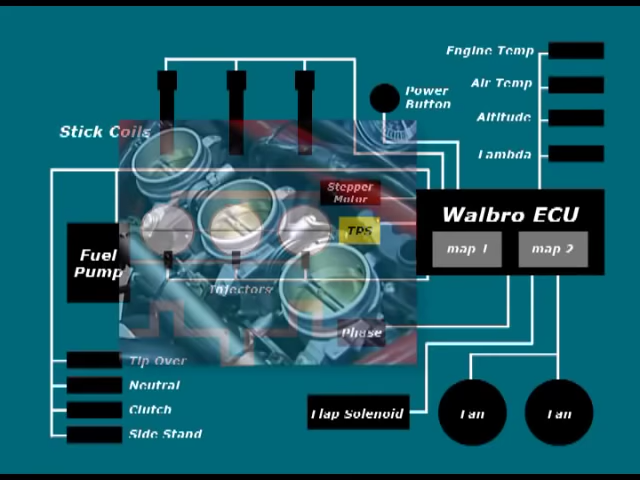 Engine Temp
Air Temp
Altitude
Lambda
Power
Button
Stick Coils
Stepper
Motor
TPS
Walbro ECU
map 1
map 2
Fuel
Pump
Injectors
Phase
Tip Over
Neutral
Clutch
Side Stand
Flap Solenoid
Fan
Fan